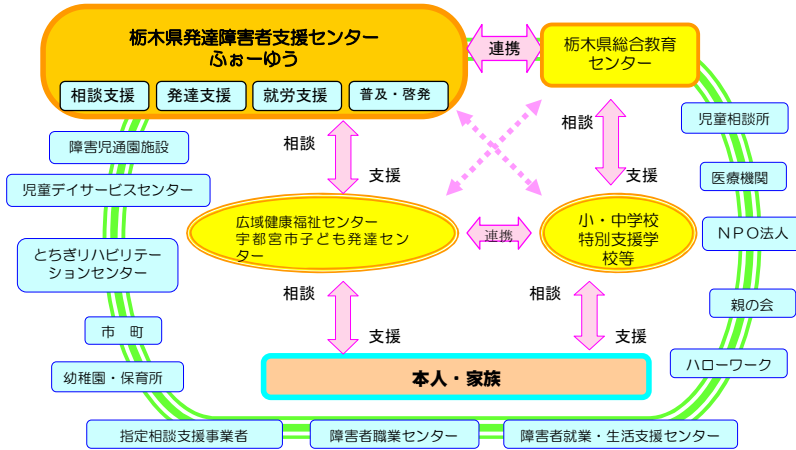 栃木県発達障害者支援センター
ふぉーゆう
相談支援
発達支援
就労支援
普及・啓発
連携
栃木県総合教育
センター
相談
支援
相談
支援
障害児通園施設
児童デイサービスセンター
とちぎリハビリテー
ションセンター
市　町
幼稚園・保育所
広域健康福祉センター
宇都宮市子ども発達セン
ター
連携
小・中学校
特別支援学
校等
児童相談所
医療機関
ＮＰＯ法人
親の会
ハローワーク
相談
支援
相談
支援
本人・家族
指定相談支援事業者
障害者職業センター
障害者就業・生活支援センター